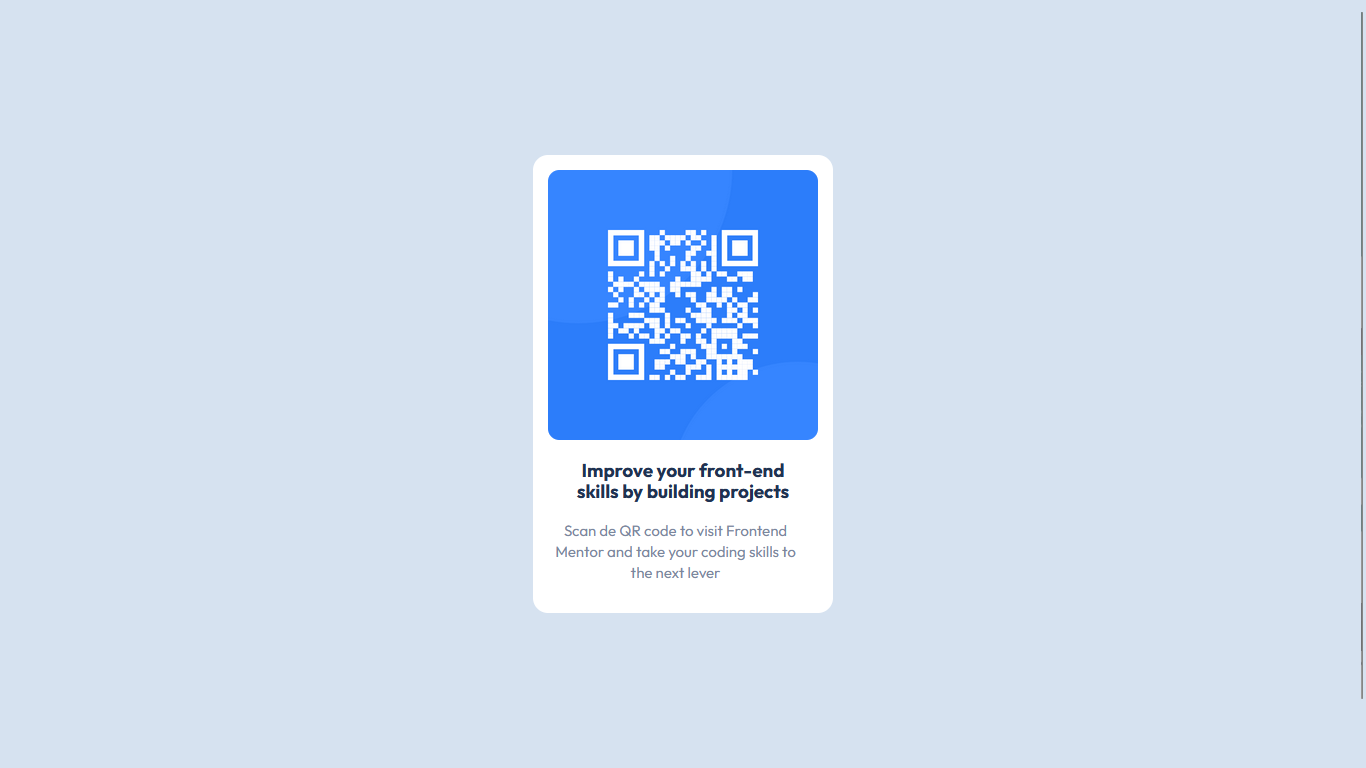 Improve your front-end
skills by building projects
Scan de QR code to visit Frontend
Mentor and take your coding skills to
the next lever